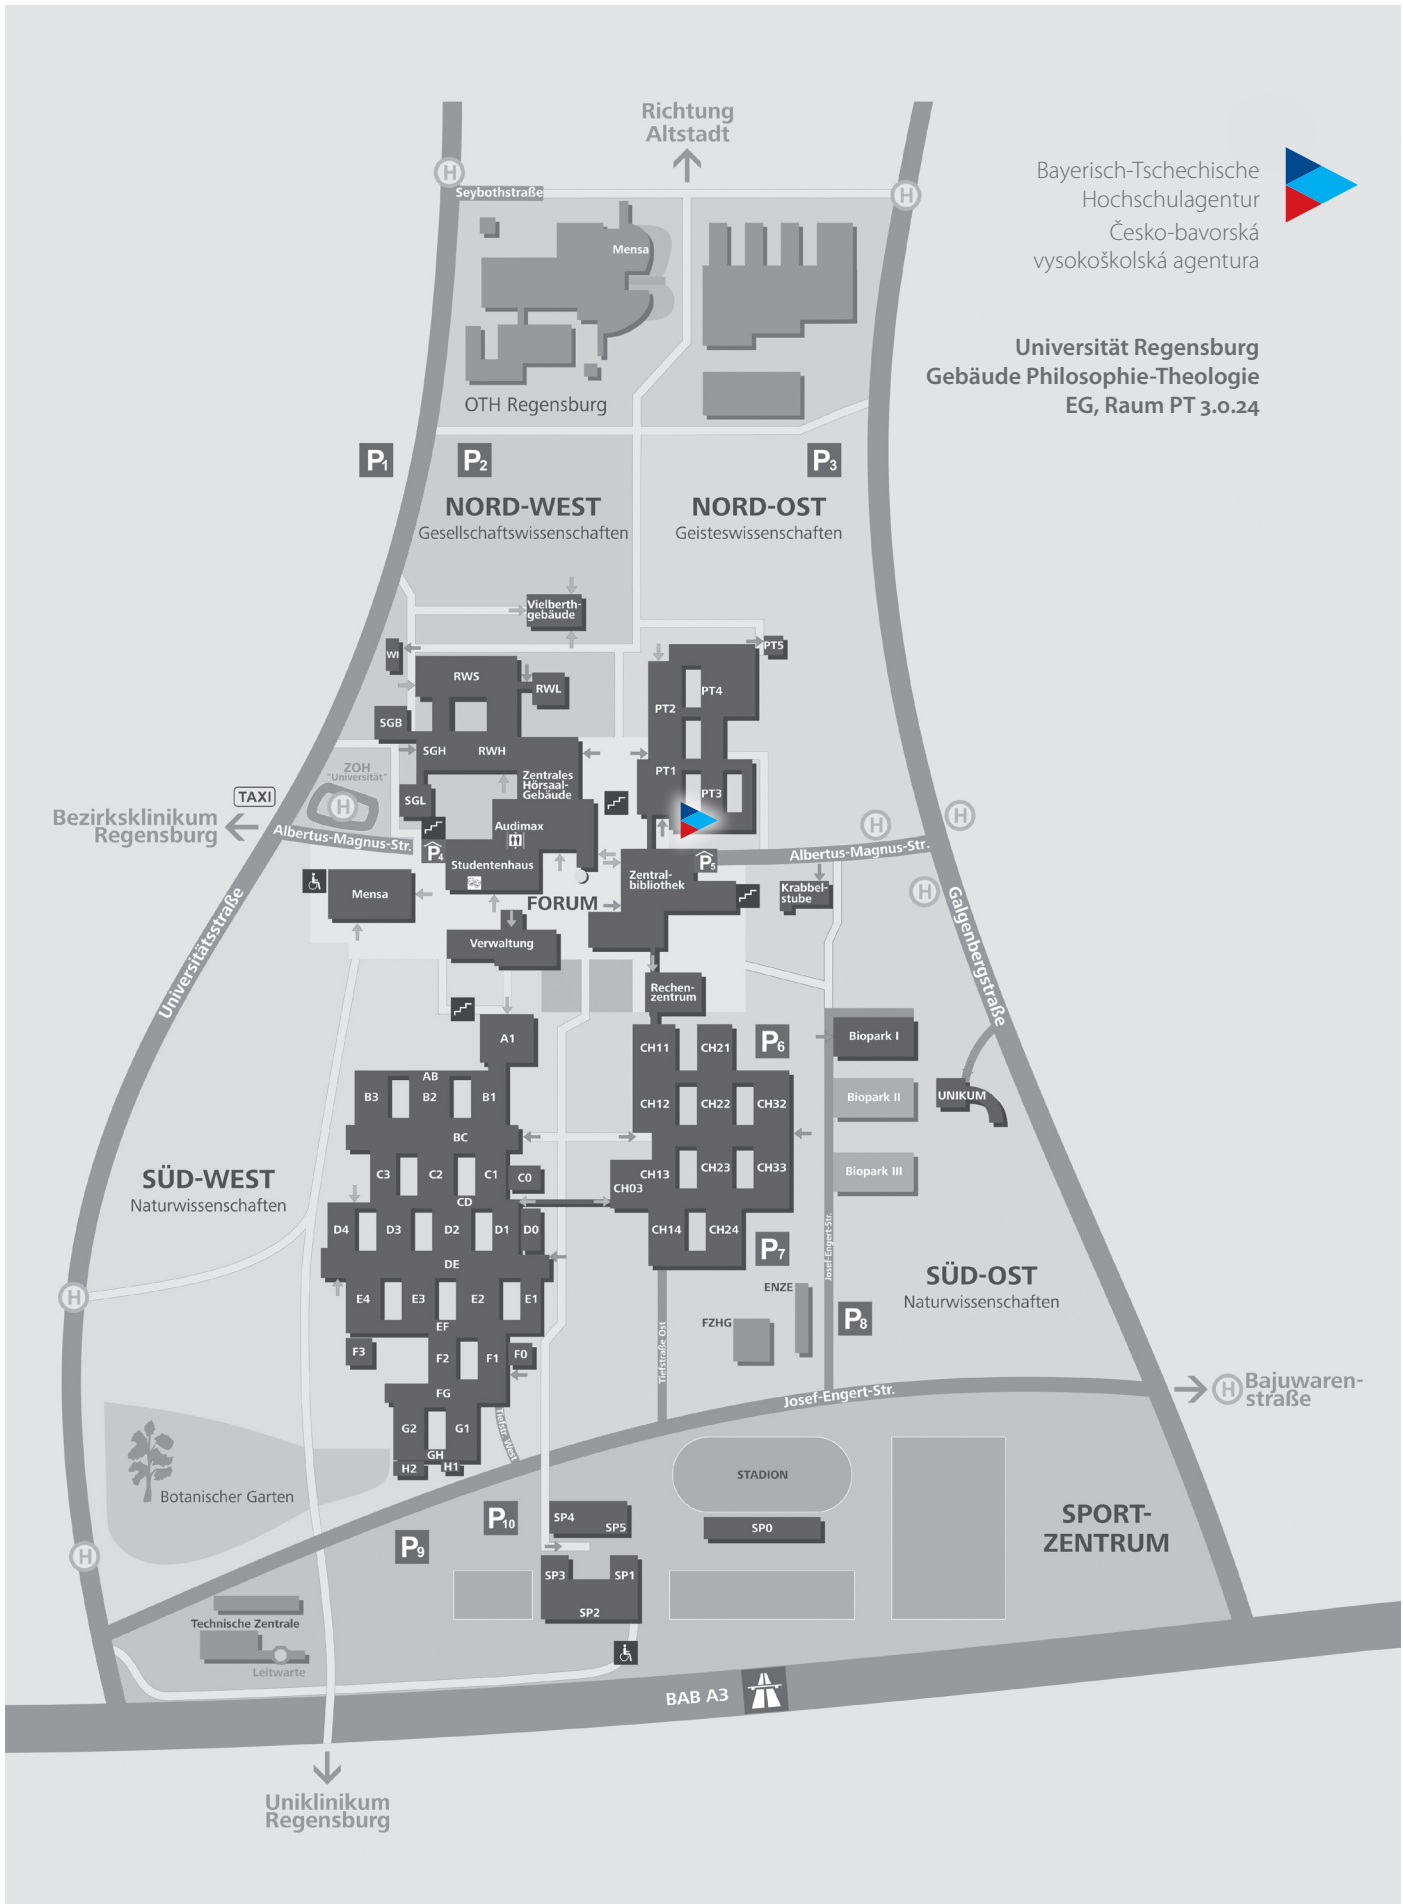 Richtung
Altstadt
H
Seybothstraße
H
Bayerisch-Tschechische
Hochschulagentur
Česko-bavorská
vysokoškolská agentura
Mensa
Universität Regensburg
Gebäude Philosophie-Theologie
EG, Raum PT 3.0.24
OTH Regensburg
P1
P2
P3
NORD-WEST
Gesellschaftswissenschaften
NORD-OST
Geisteswissenschaften
Vielberth-
gebäude
WI
PT5
RWS
RWL
PT4
PT2
SGB
SGH
RWH
ZOH
"Universität"
Zentrales
Hörsaal-
Gebäude
PT1
PT3
TAXI
H
SGL
Bezirksklinikum
Regensburg
Albertus-Magnus-Str.
Audimax
H
H
P4
Studentenhaus
P5
Albertus-Magnus-Str.
Zentral-
bibliothek
Mensa
Krabbel-
stube
H
FORUM
Universitätsstraße
Galgenbergstraße
Verwaltung
Rechen-
zentrum
A1
CH11
CH21
P6
Biopark I
AB
B3
B2
B1
CH12
CH22
CH32
Biopark II
UNIKUM
BC
SÜD-WEST
Naturwissenschaften
C3
C2
C1
C0
CH13
CH23
CH33
CH03
Biopark III
CD
D4
D3
D2
D1
D0
CH14
CH24
P7
Josef-Engert-Str.
DE
SÜD-OST
Naturwissenschaften
H
E4
E3
E2
E1
ENZE
FZHG
P8
EF
F3
F2
F1
F0
Tiefstraße Ost
FG
Josef-Engert-Str.
H
Bajuwaren-
straße
G2
G1
Tiefstr. West
GH
H2
H1
STADION
Botanischer Garten
P10
SP4
SP5
SP0
SPORT-
ZENTRUM
P9
H
SP3
SP1
SP2
Technische Zentrale
Leitwarte
BAB A3
Uniklinikum
Regensburg